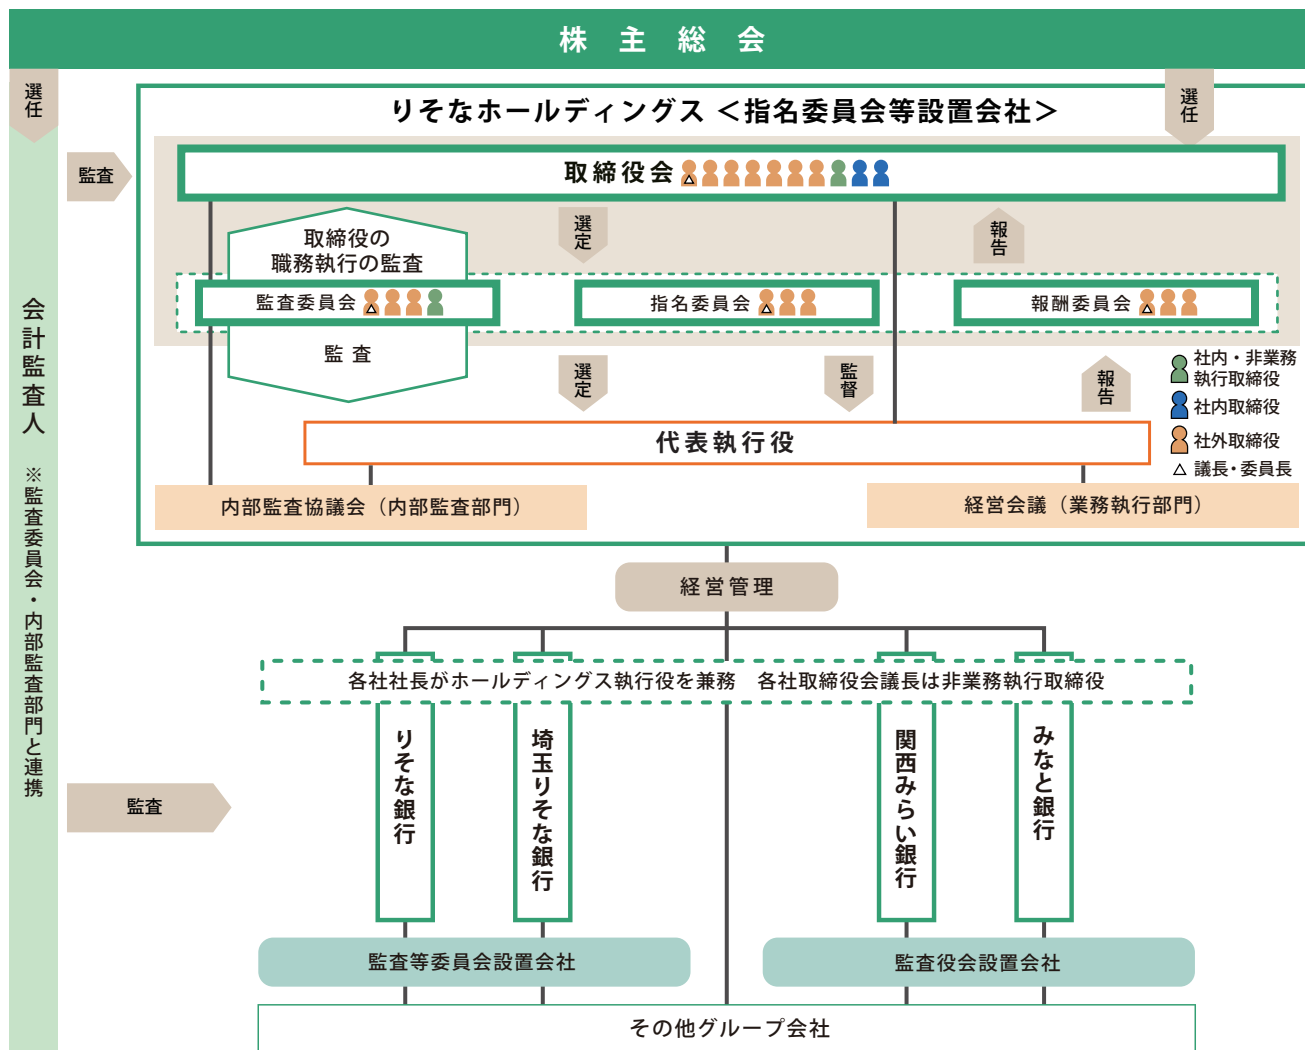 株主総会
選任
選任
りそなホールディングス ＜指名委員会等設置会社＞
監査
取締役会
取締役の
職務執行の監査
選定
報告
監査委員会
指名委員会
報酬委員会
監査
選定
監督
報告
社内・非業務
執行取締役
社内取締役
社外取締役
△ 議長・委員長
代表執行役
内部監査協議会（内部監査部門）
経営会議（業務執行部門）
会計監査人 ※監査委員会・内部監査部門と連携
経営管理
各社社長がホールディングス執行役を兼務　各社取締役会議長は非業務執行取締役
監査
りそな銀行
埼玉りそな銀行
関西みらい銀行
みなと銀行
監査等委員会設置会社
監査役会設置会社
その他グループ会社